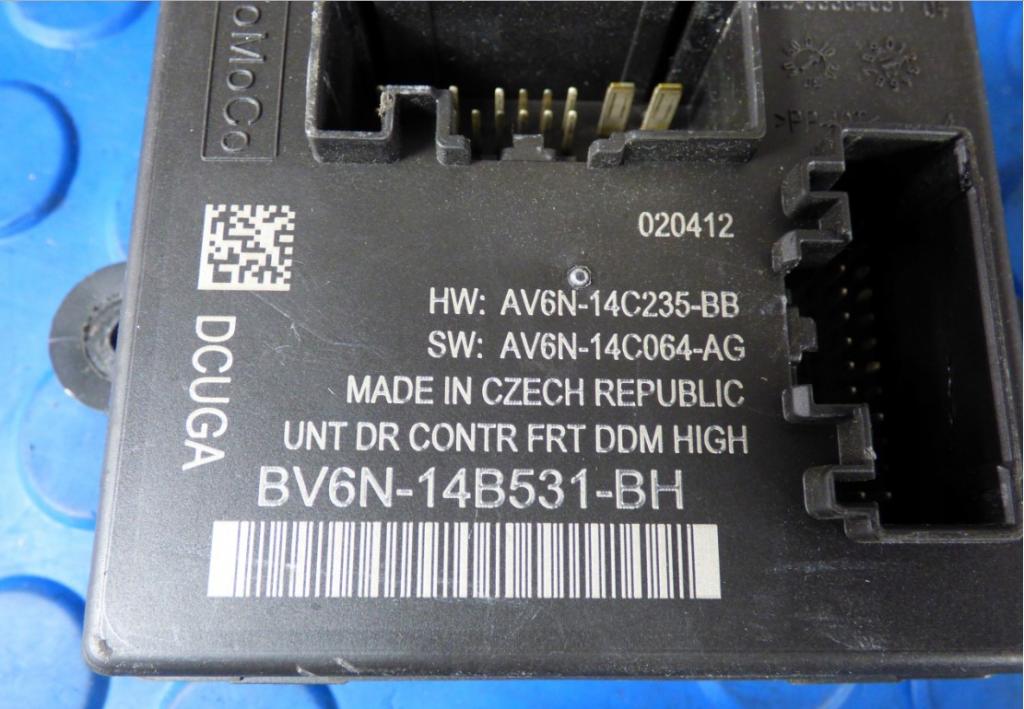 FoMoCo
020412
HW: AV6N-14C235-BB
SW: AV6N-14C064-AG
DCUGA
MADE IN CZECH REPUBLIC
UNT DR CONTR FRT DDM HIGH
BV6N-14B531-BH